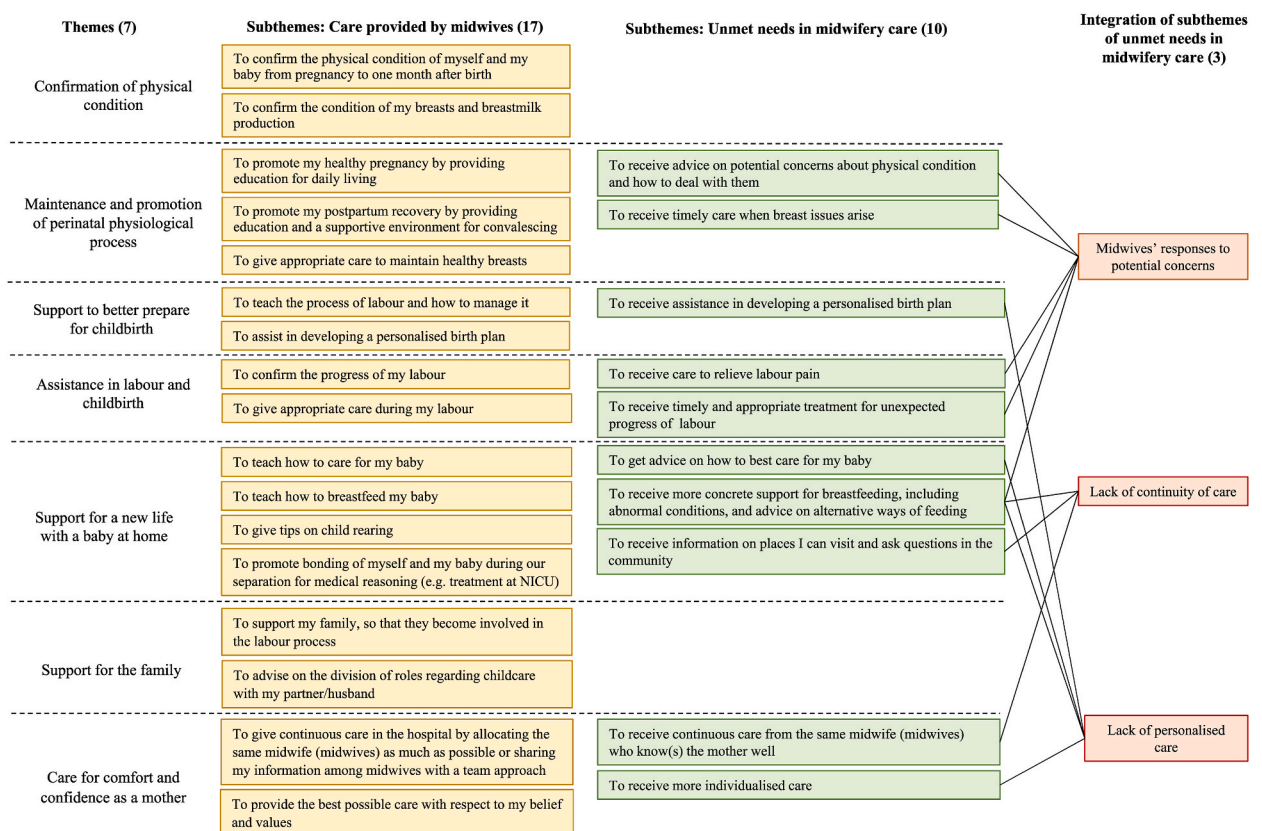 Themes (7)
Subthemes: Care provided by midwives (17)
Subthemes: Unmet needs in midwifery care (10)
Integration of subthemes
of unmet needs in
midwifery care (3)
Confirmation of physical
condition
To confirm the physical condition of myself and my
baby from pregnancy to one month after birth
To confirm the condition of my breasts and breastmilk
production
Maintenance and promotion
of perinatal physiological
process
To promote my healthy pregnancy by providing
education for daily living
To promote my postpartum recovery by providing
education and a supportive environment for convalescing
To give appropriate care to maintain healthy breasts
To receive advice on potential concerns about physical condition
and how to deal with them
To receive timely care when breast issues arise
Midwives’ responses to
potential concerns
Support to better prepare
for childbirth
To teach the process of labour and how to manage it
To assist in developing a personalised birth plan
To receive assistance in developing a personalised birth plan
Assistance in labour and
childbirth
To confirm the progress of my labour
To give appropriate care during my labour
To receive care to relieve labour pain
To receive timely and appropriate treatment for unexpected
progress of labour
Support for a new life
with a baby at home
To teach how to care for my baby
To teach how to breastfeed my baby
To give tips on child rearing
To promote bonding of myself and my baby during our
separation for medical reasoning (e.g. treatment at NICU)
To get advice on how to best care for my baby
To receive more concrete support for breastfeeding, including
abnormal conditions, and advice on alternative ways of feeding
To receive information on places I can visit and ask questions in the
community
Lack of continuity of care
Support for the family
To support my family, so that they become involved in
the labour process
To advise on the division of roles regarding childcare
with my partner/husband
Care for comfort and
confidence as a mother
To give continuous care in the hospital by allocating the
same midwife (midwives) as much as possible or sharing
my information among midwives with a team approach
To provide the best possible care with respect to my belief
and values
To receive continuous care from the same midwife (midwives)
who know(s) the mother well
To receive more individualised care
Lack of personalised
care